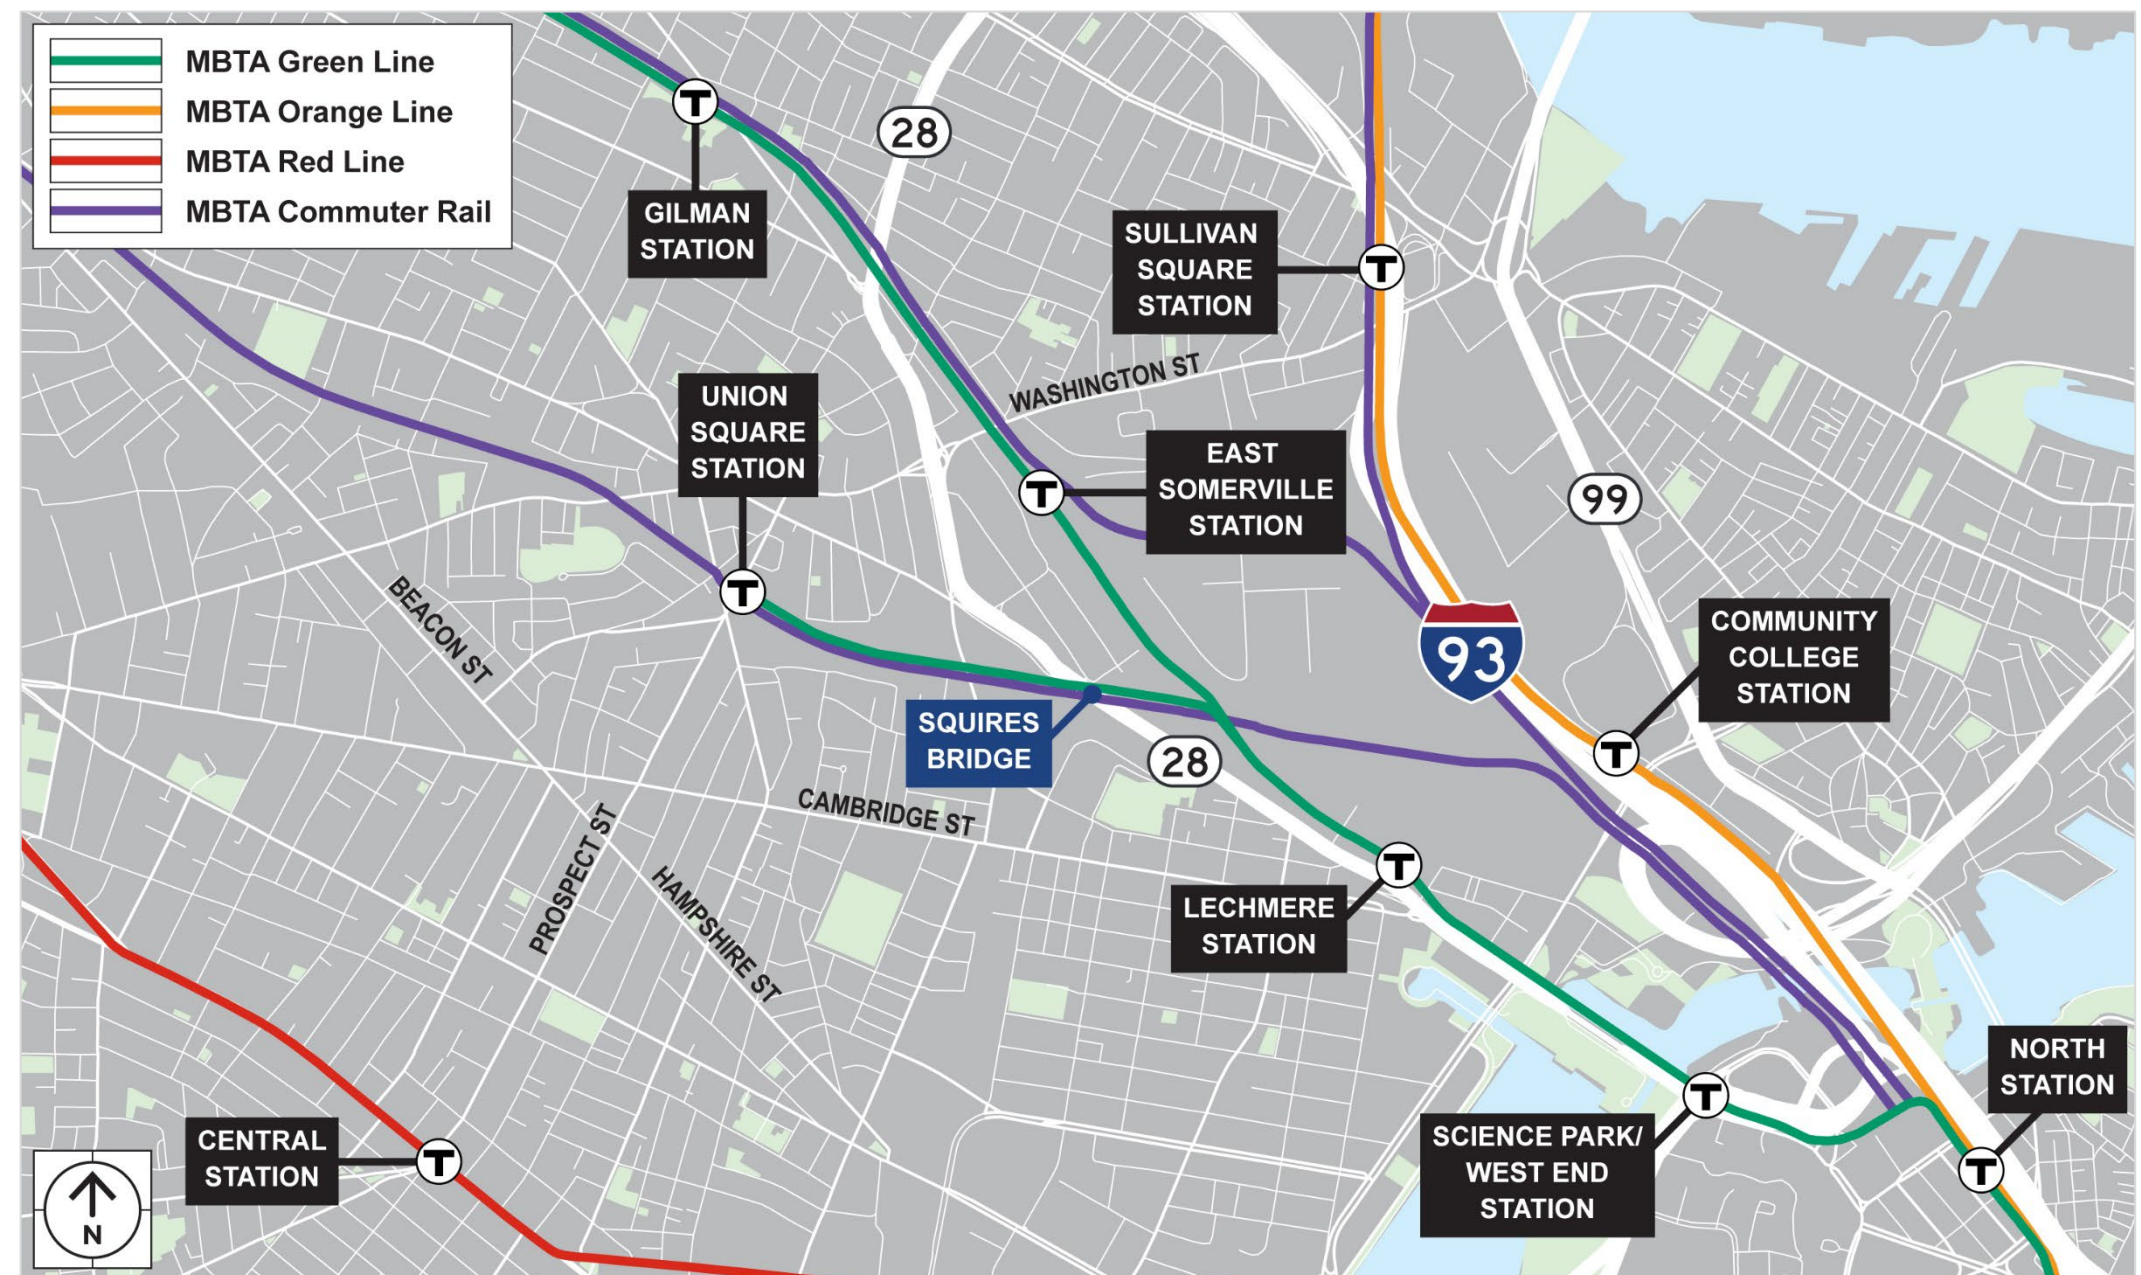 MBTA Green Line
MBTA Orange Line
MBTA Red Line
MBTA Commuter Rail
T
GILMAN
STATION
28
SULLIVAN
SQUARE
STATION
T
WASHINGTON ST
UNION
SQUARE
STATION
T
EAST
SOMERVILLE
STATION
T
99
BEACON ST
93
COMMUNITY
COLLEGE
STATION
T
SQUIRES
BRIDGE
28
CAMBRIDGE ST
PROSPECT ST
HAMPSHIRE ST
T
LECHMERE
STATION
NORTH
STATION
T
SCIENCE PARK/
WEST END
STATION
T
CENTRAL
STATION
T
N